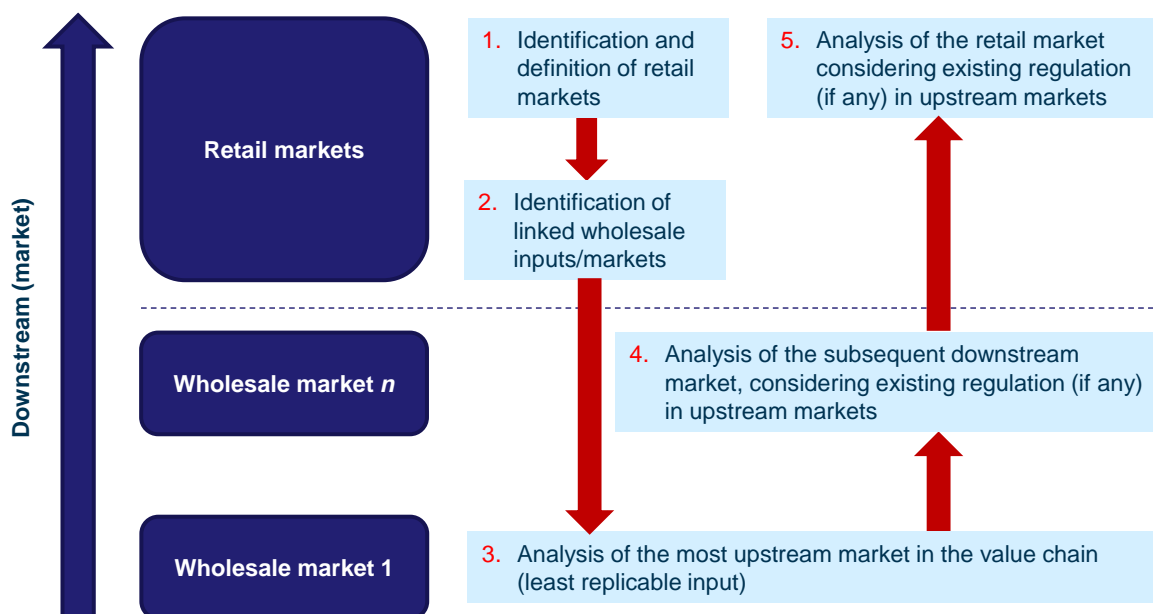 Downstream (market)
Retail markets
Wholesale market n
Wholesale market 1
1. Identification and
definition of retail
markets
2. Identification of
linked wholesale
inputs/markets
3. Analysis of the most upstream market in the value chain
(least replicable input)
4. Analysis of the subsequent downstream
market, considering existing regulation (if any)
in upstream markets
5. Analysis of the retail market
considering existing regulation
(if any) in upstream markets